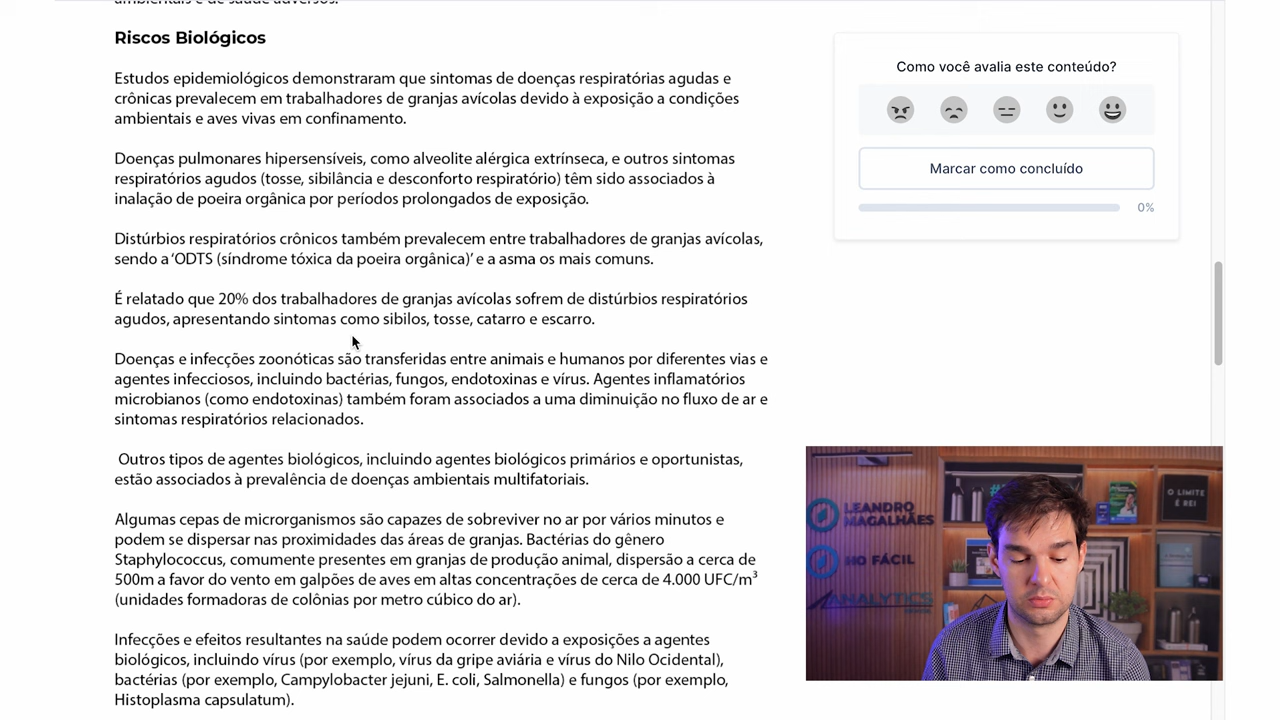 ambientais e de saúde adversos.
Riscos Biológicos
Estudos epidemiológicos demonstraram que sintomas de doenças respiratórias agudas e
crônicas prevalecem em trabalhadores de granjas avícolas devido à exposição a condições
ambientais e aves vivas em confinamento.
Doenças pulmonares hipersensíveis, como alveolite alérgica extrínseca, e outros sintomas
respiratórios agudos (tosse, sibilância e desconforto respiratório) têm sido associados à
inalação de poeira orgânica por períodos prolongados de exposição.
Distúrbios respiratórios crônicos também prevalecem entre trabalhadores de granjas avícolas,
sendo a ‘ODTS (síndrome tóxica da poeira orgânica)’ e a asma os mais comuns.
É relatado que 20% dos trabalhadores de granjas avícolas sofrem de distúrbios respiratórios
agudos, apresentando sintomas como sibilos, tosse, catarro e escarro.
Doenças e infecções zoonóticas são transferidas entre animais e humanos por diferentes vias e
agentes infecciosos, incluindo bactérias, fungos, endotoxinas e vírus. Agentes inflamatórios
microbianos (como endotoxinas) também foram associados a uma diminuição no fluxo de ar e
sintomas respiratórios relacionados.
Outros tipos de agentes biológicos, incluindo agentes biológicos primários e oportunistas,
estão associados à prevalência de doenças ambientais multifatoriais.
Algumas cepas de microrganismos são capazes de sobreviver no ar por vários minutos e
podem se dispersar nas proximidades das áreas de granjas. Bactérias do gênero
Staphylococcus, comumente presentes em granjas de produção animal, dispersão a cerca de
500m a favor do vento em galpões de aves em altas concentrações de cerca de 4.000 UFC/m³
(unidades formadoras de colônias por metro cúbico do ar).
Infecções e efeitos resultantes na saúde podem ocorrer devido a exposições a agentes
biológicos, incluindo vírus (por exemplo, vírus da gripe aviária e vírus do Nilo Ocidental),
bactérias (por exemplo, Campylobacter jejuni, E. coli, Salmonella) e fungos (por exemplo,
Histoplasma capsulatum).
Como você avalia este conteúdo?
Marcar como concluído
0%
LEANDRO
MAGALHÃES
HO FÁCIL
ANALYTICS
O LIMITE
É REI